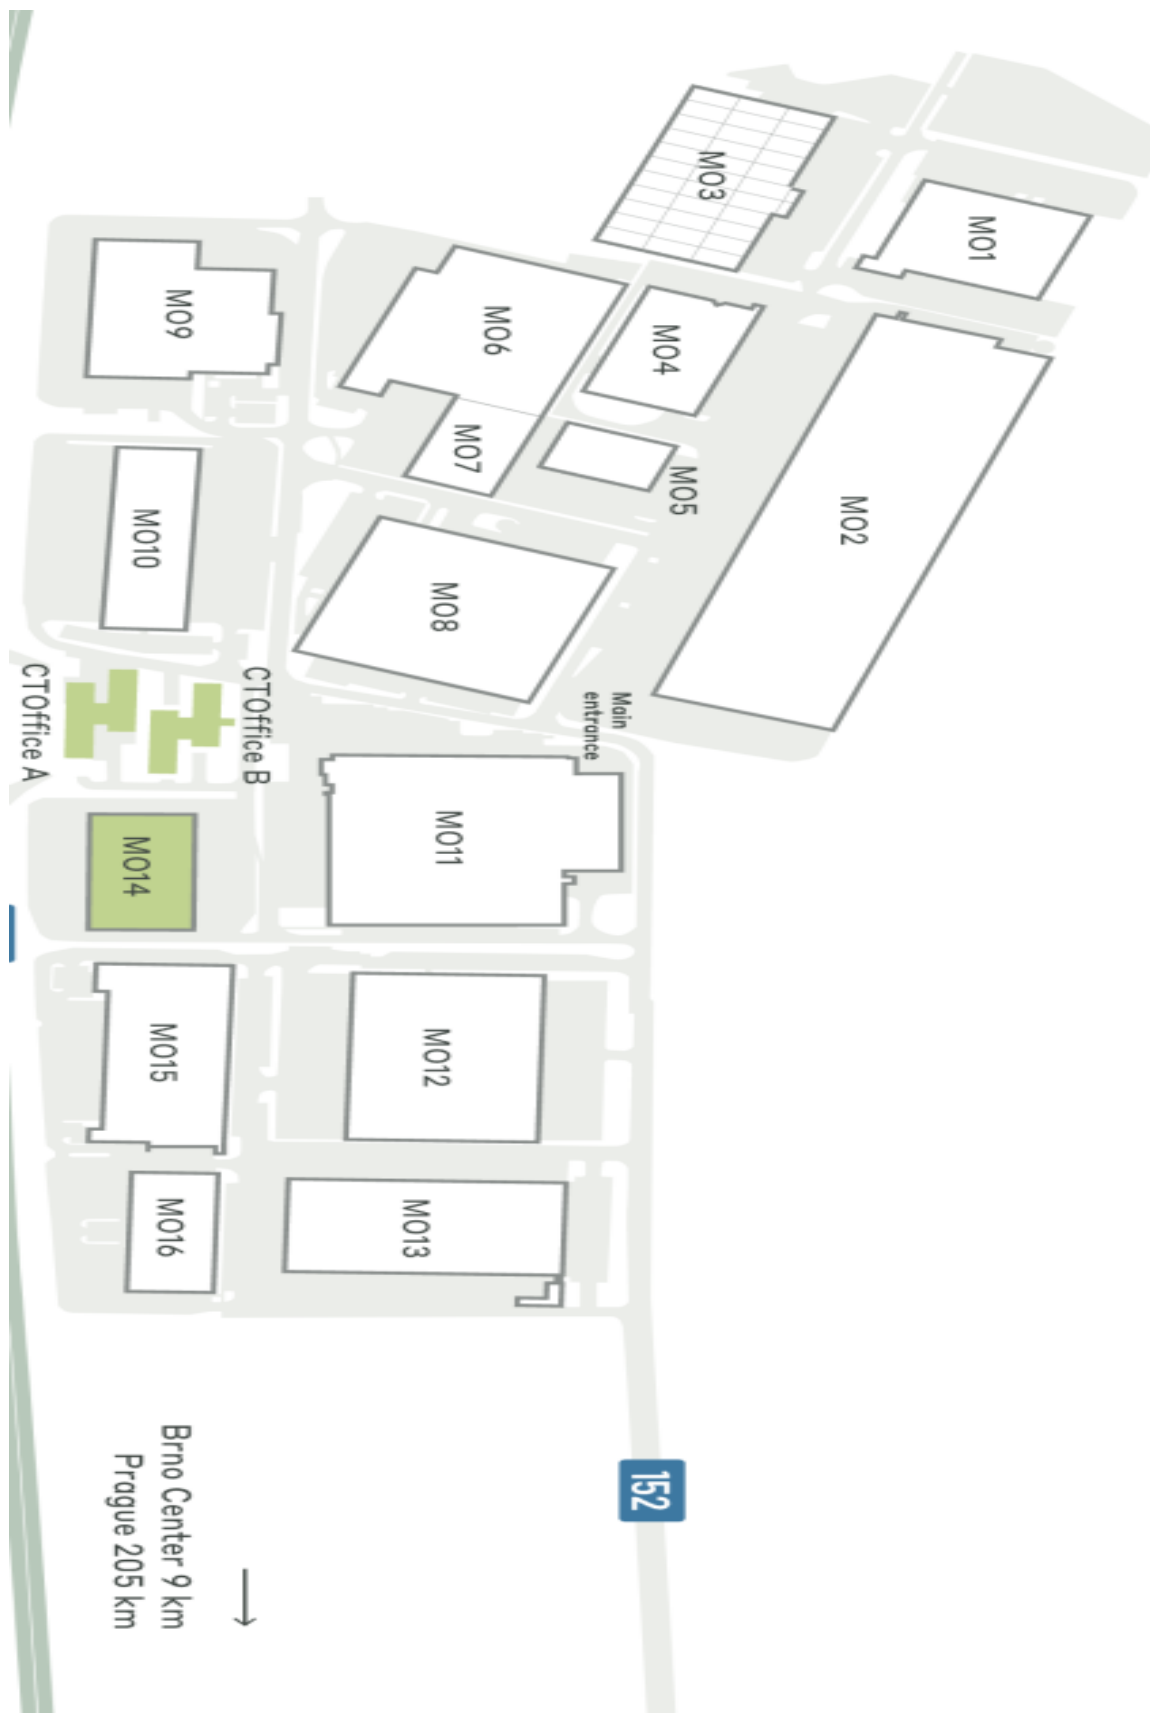 MO1
MO2
MO3
MO4
MO5
MO6
MO7
MO8
MO9
MO10
CTOffice A
CTOffice B
Main
entrance
MO11
MO14
MO12
MO15
MO13
MO16
152
Brno Center 9 km
Prague 205 km